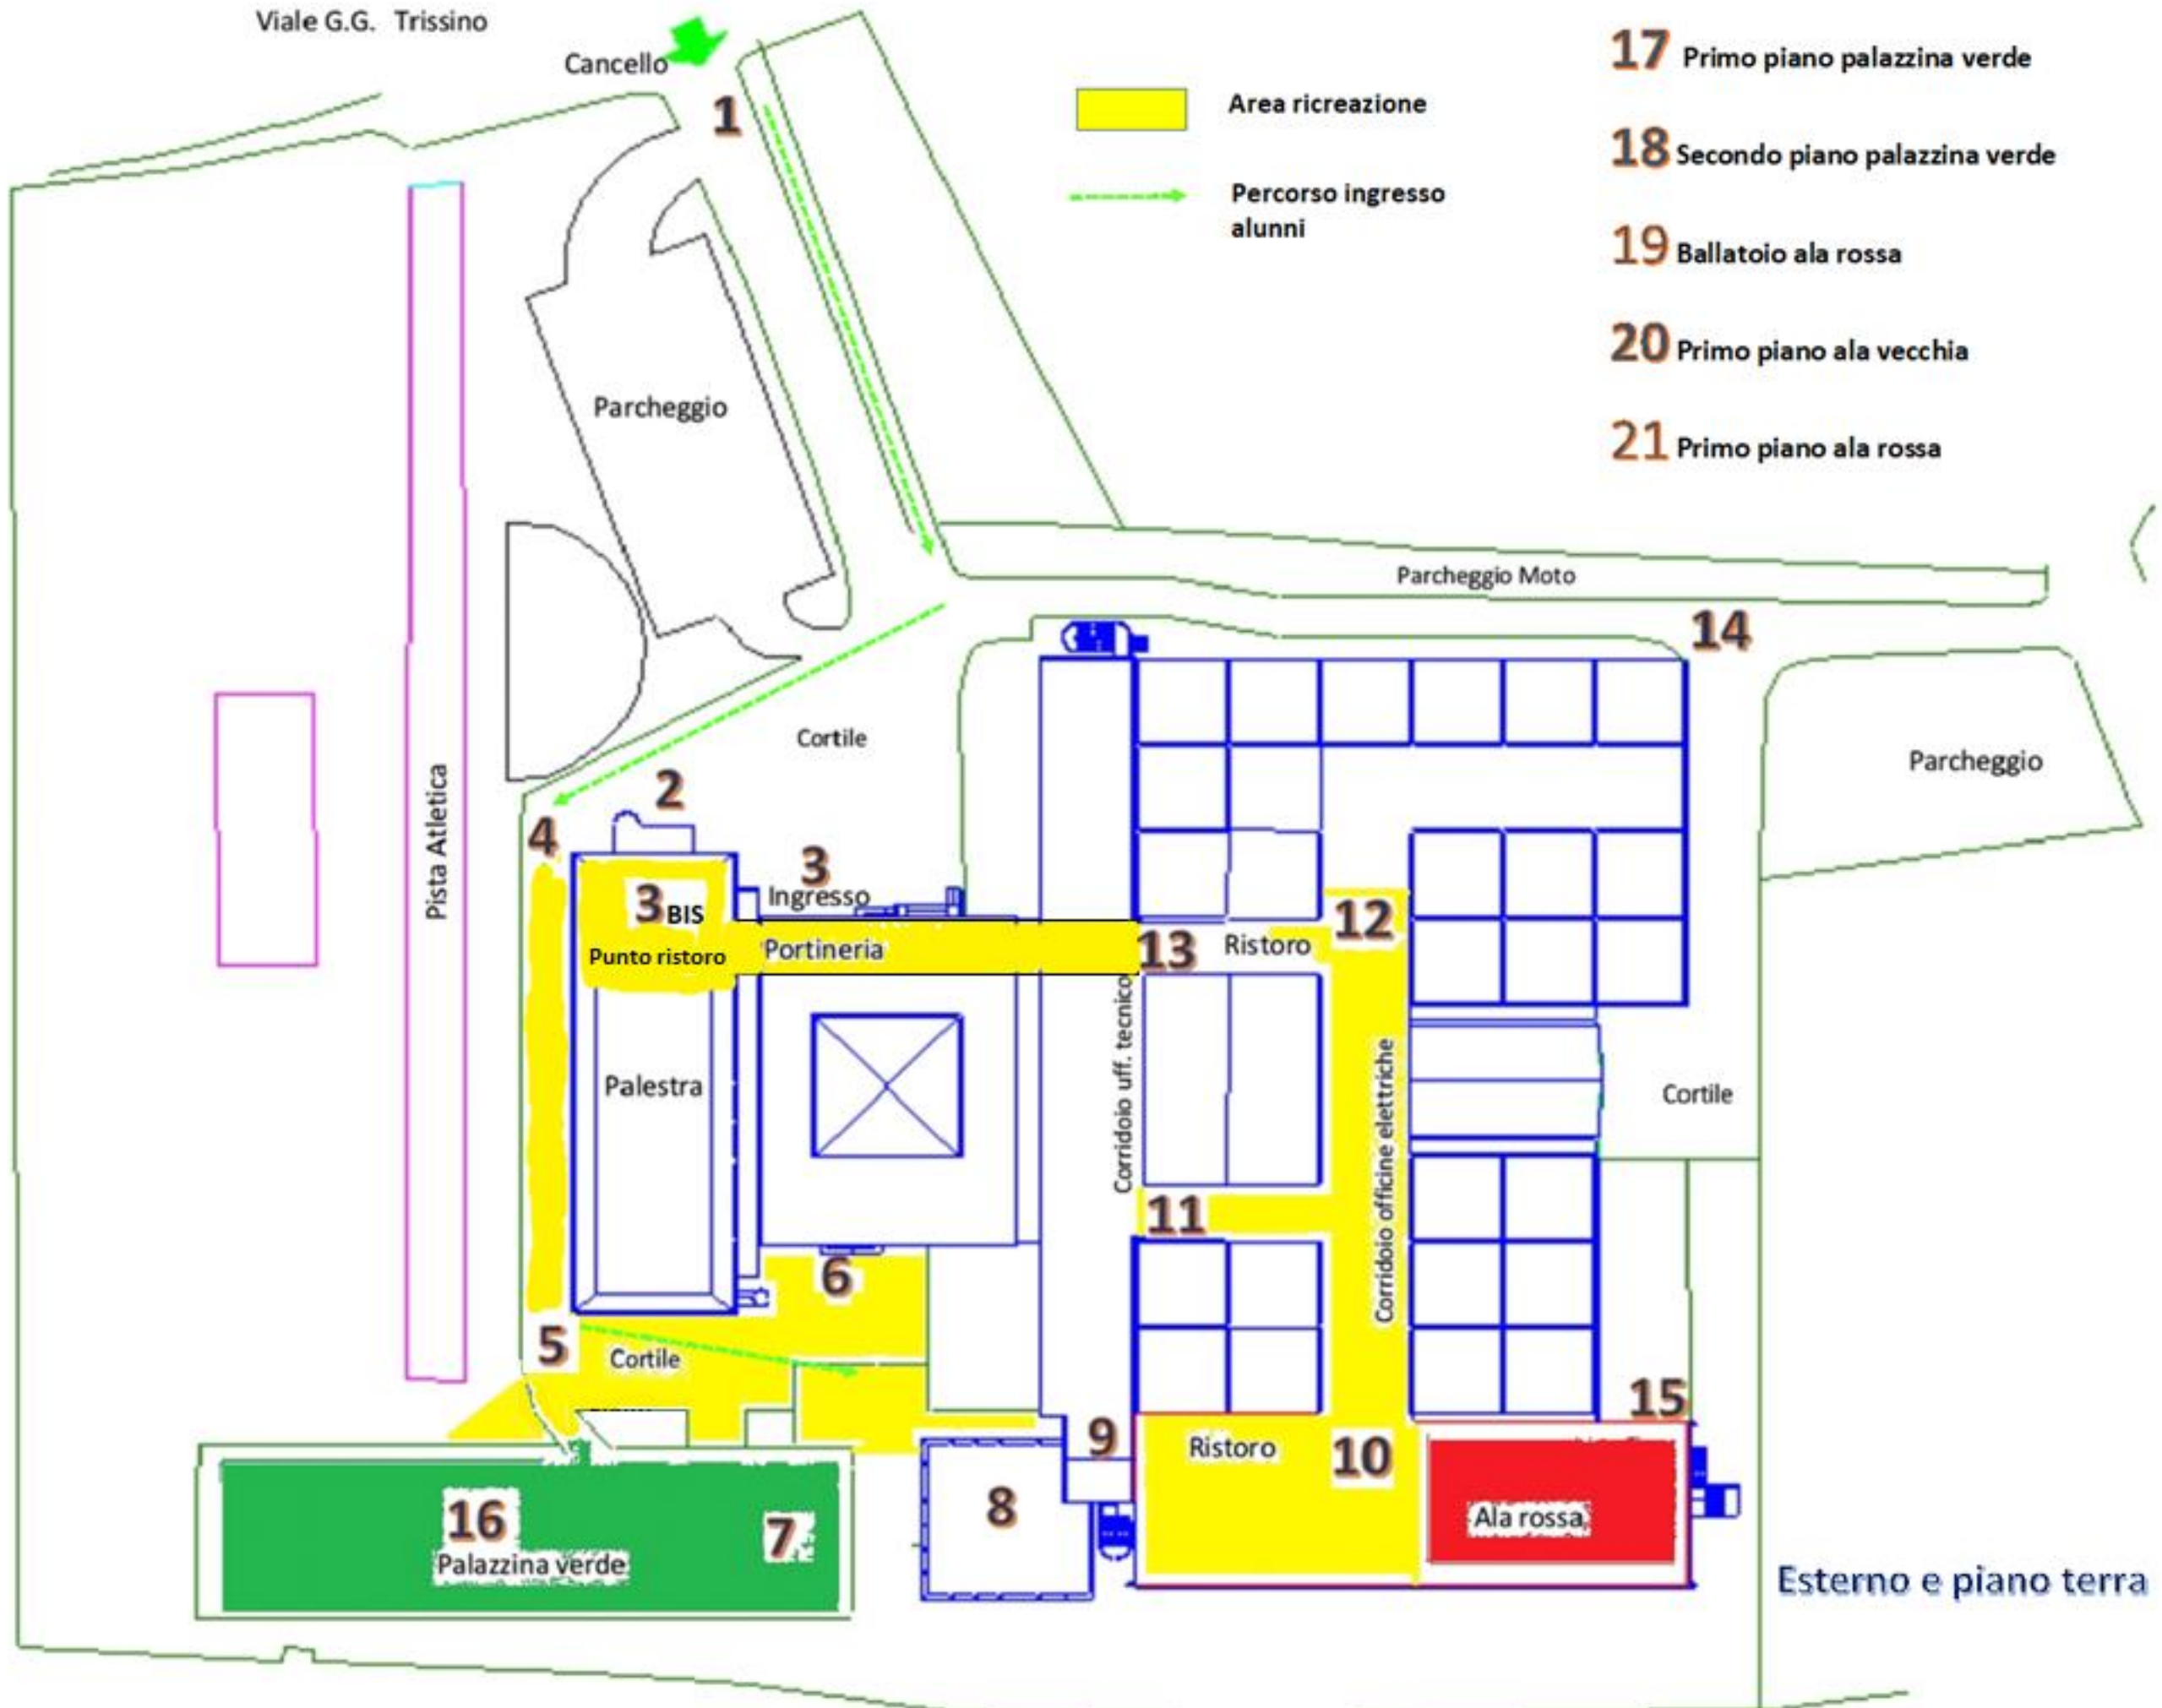 Viale G.G. Trissino
Cancello
1
Area ricreazione
Percorso ingresso
alunni
17 Primo piano palazzina verde
18 Secondo piano palazzina verde
19 Ballatoio ala rossa
20 Primo piano ala vecchia
21 Primo piano ala rossa
Parcheggio
Parcheggio Moto
14
Cortile
Parcheggio
2
4
Pista Atletica
3
Ingresso
3 BIS
Punto ristoro
Portineria
13
Ristoro
12
Palestra
Corridoio uff. tecnico
Corridoio officine elettriche
Cortile
11
6
5
Cortile
15
9
Ristoro
10
8
16
7
Palazzina verde
Ala rossa
Esterno e piano terra